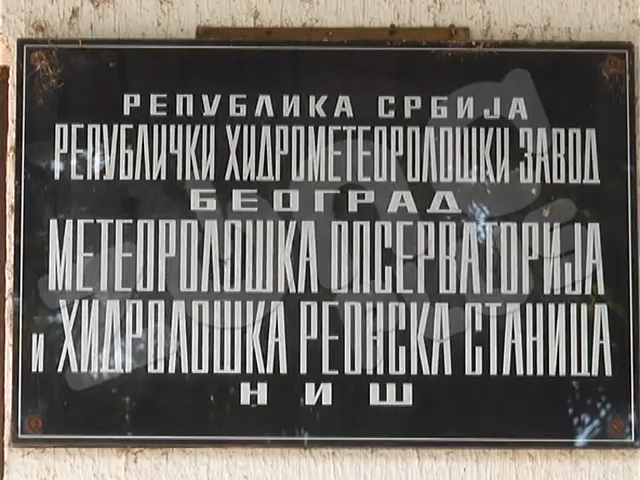 РЕПУБЛИКА СРБИЈА
РЕПУБЛИЧКИ ХИДРОМЕТЕОРОЛОШКИ ЗАВОД
БЕОГРАД
МЕТЕОРОЛОШКА ОПСЕРВАТОРИЈА
и ХИДРОЛОШКА РЕОНСКА СТАНИЦА
НИШ